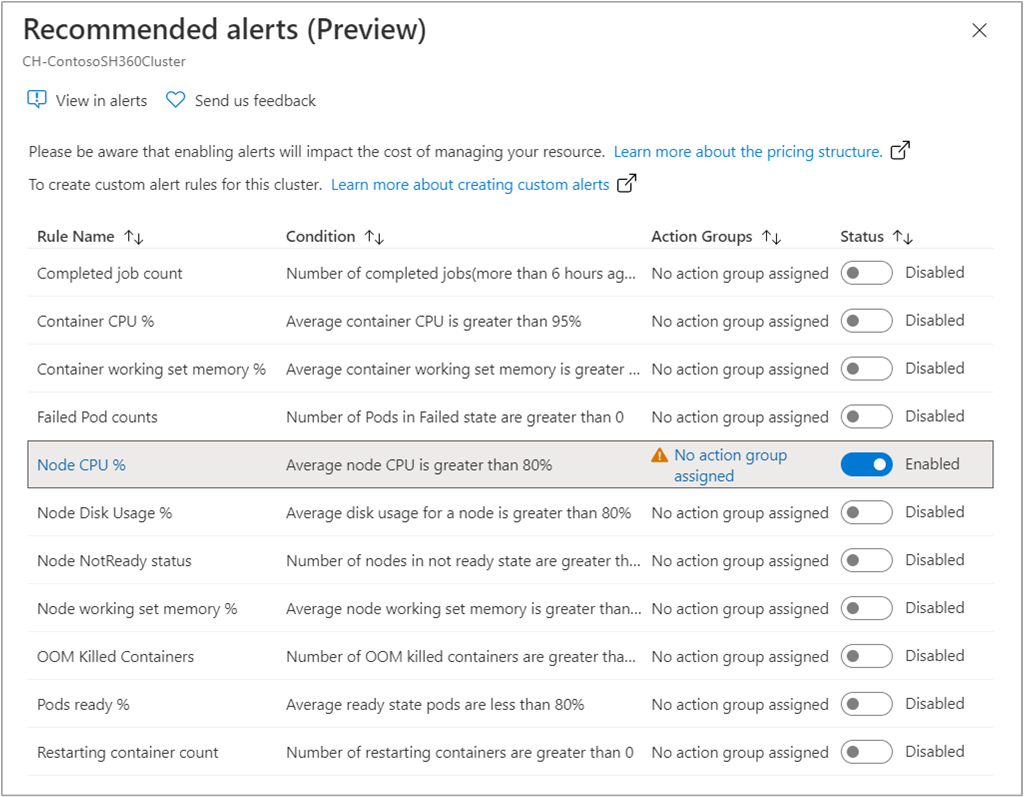 Recommended alerts (Preview)
CH-ContosoSH360Cluster
View in alerts Send us feedback
Please be aware that enabling alerts will impact the cost of managing your resource. Learn more about the pricing structure.
To create custom alert rules for this cluster. Learn more about creating custom alerts
Rule Name Condition Action Groups Status
Completed job count Number of completed jobs(more than 6 hours ag... No action group assigned Disabled
Container CPU % Average container CPU is greater than 95% No action group assigned Disabled
Container working set memory % Average container working set memory is greater ... No action group assigned Disabled
Failed Pod counts Number of Pods in Failed state are greater than 0 No action group assigned Disabled
Node CPU % Average node CPU is greater than 80% No action group assigned Enabled
Node Disk Usage % Average disk usage for a node is greater than 80% No action group assigned Disabled
Node NotReady status Number of nodes in not ready state are greater th... No action group assigned Disabled
Node working set memory % Average node working set memory is greater than... No action group assigned Disabled
OOM Killed Containers Number of OOM killed containers are greater tha... No action group assigned Disabled
Pods ready % Average ready state pods are less than 80% No action group assigned Disabled
Restarting container count Number of restarting containers are greater than 0 No action group assigned Disabled